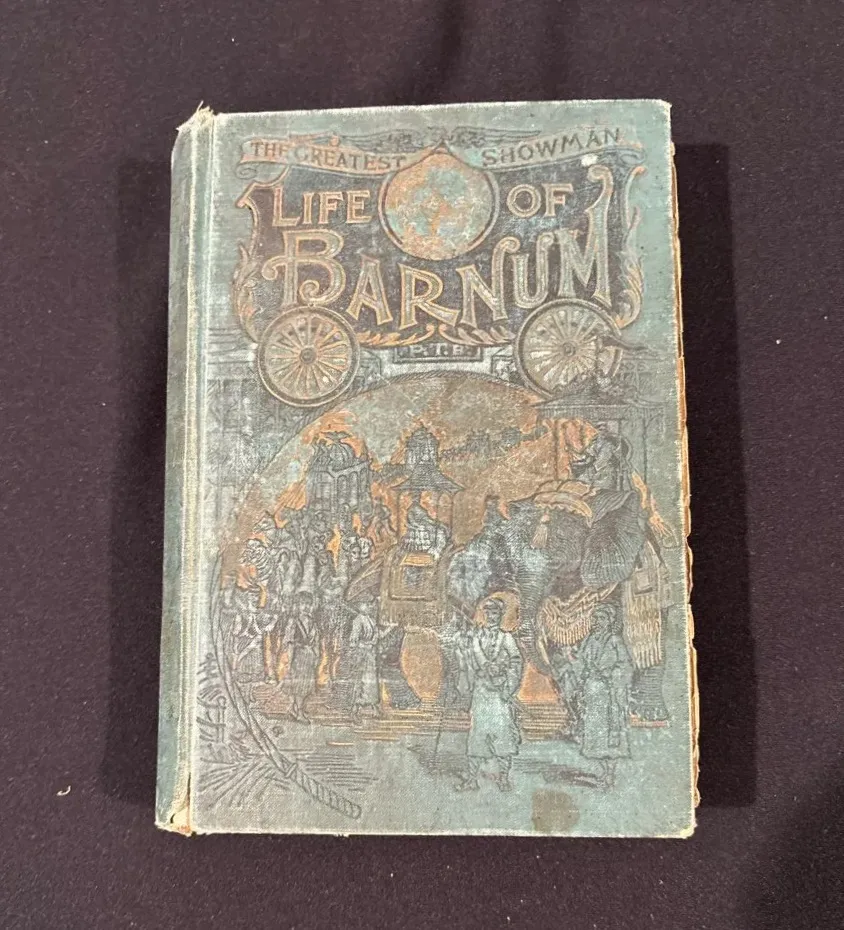 THE GREATEST SHOWMAN
LIFE OF
BARNUM
P.T.B.